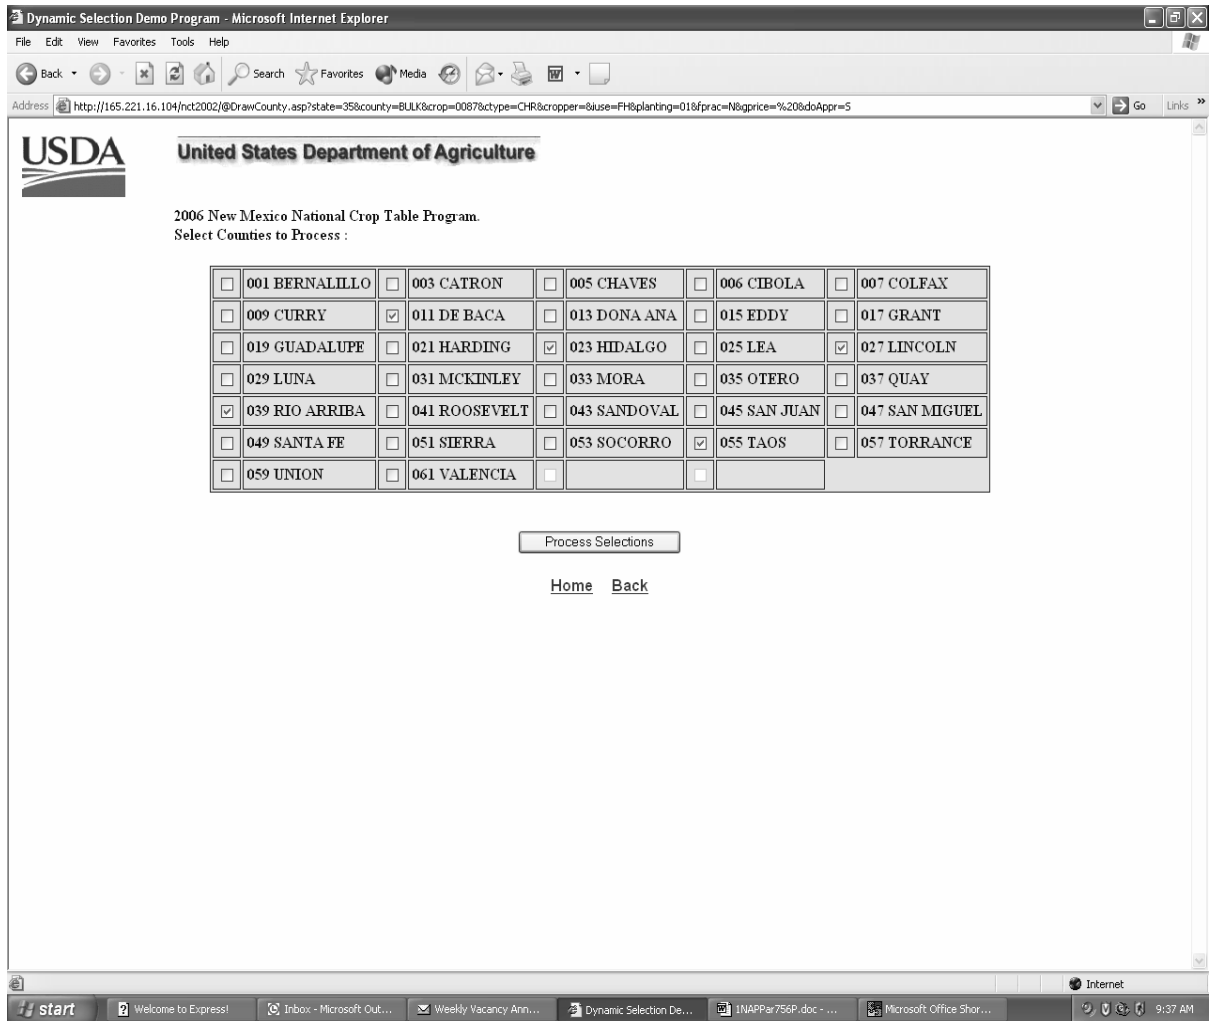 Dynamic Selection Demo Program - Microsoft Internet Explorer
File Edit View Favorites Tools Help
Back Search Favorites Media
Address http://165.221.16.104/nct2002/@DrawCounty.asp?state=35&county=BULK&crop=0087&ctype=CHR&cropper=&iuse=FH&planting=01&fprac=N&gprice=%20&doAppr=S Go Links »
USDA United States Department of Agriculture
2006 New Mexico National Crop Table Program.
Select Counties to Process :
001 BERNALILLO 003 CATRON 005 CHAVES 006 CIBOLA 007 COLFAX
009 CURRY 011 DE BACA 013 DONA ANA 015 EDDY 017 GRANT
019 GUADALUPE 021 HARDING 023 HIDALGO 025 LEA 027 LINCOLN
029 LUNA 031 MCKINLEY 033 MORA 035 OTERO 037 QUAY
039 RIO ARRIBA 041 ROOSEVELT 043 SANDOVAL 045 SAN JUAN 047 SAN MIGUEL
049 SANTA FE 051 SIERRA 053 SOCORRO 055 TAOS 057 TORRANCE
059 UNION 061 VALENCIA
Process Selections
Home Back
Internet
start Welcome to Express! Inbox - Microsoft Out... Weekly Vacancy Ann... Dynamic Selection De... 1NAPPar756P.doc - ... Microsoft Office Shor... 9:37 AM